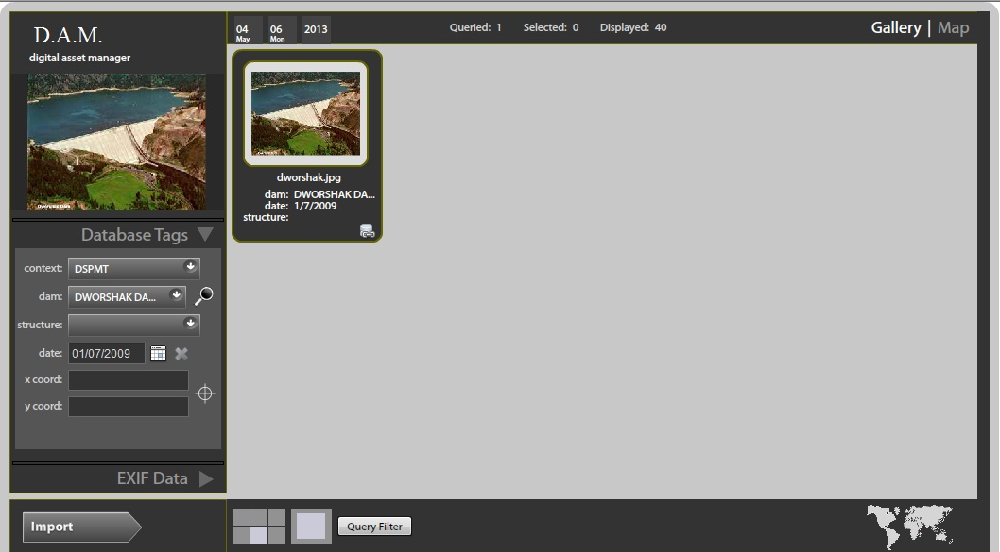 D.A.M.
digital asset manager
04 06 2013
May Mon
Queried: 1 Selected: 0 Displayed: 40
Gallery | Map
Dworshak Dam
dworshak.jpg
dam: DWORSHAK DA...
date: 1/7/2009
structure:
Database Tags
context: DSPMT
dam: DWORSHAK DA...
structure:
date: 01/07/2009
x coord:
y coord:
EXIF Data
Import
Query Filter